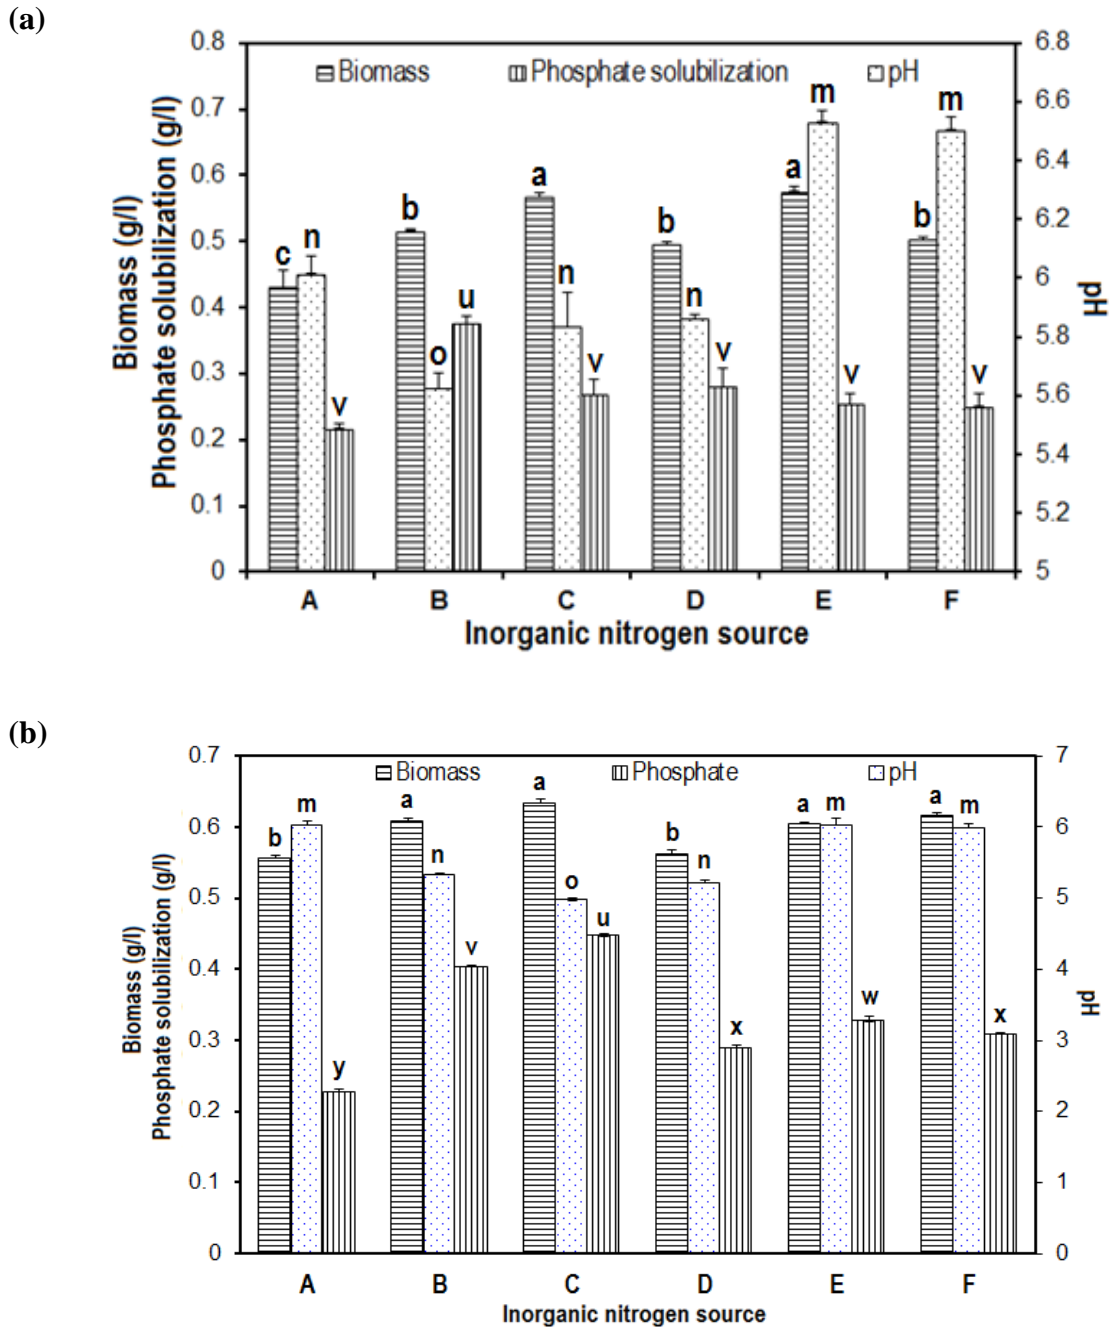 (a)
0.8
0.7
0.6
0.5
0.4
0.3
0.2
0.1
0
Biomass (g/l)
Phosphate solubilization (g/l)
Biomass
Phosphate solubilization
pH
c n v
b o u
a n v
b n v
a m v
b m v
6.8
6.6
6.4
6.2
6
5.8
5.6
5.4
5.2
5
pH
A B C D E F
Inorganic nitrogen source
(b)
0.7
0.6
0.5
0.4
0.3
0.2
0.1
0
Biomass (g/l)
Phosphate solubilization (g/l)
Biomass
Phosphate
pH
b m y
a n v
a o u
b n x
a m w
a m x
7
6
5
4
3
2
1
0
pH
A B C D E F
Inorganic nitrogen source